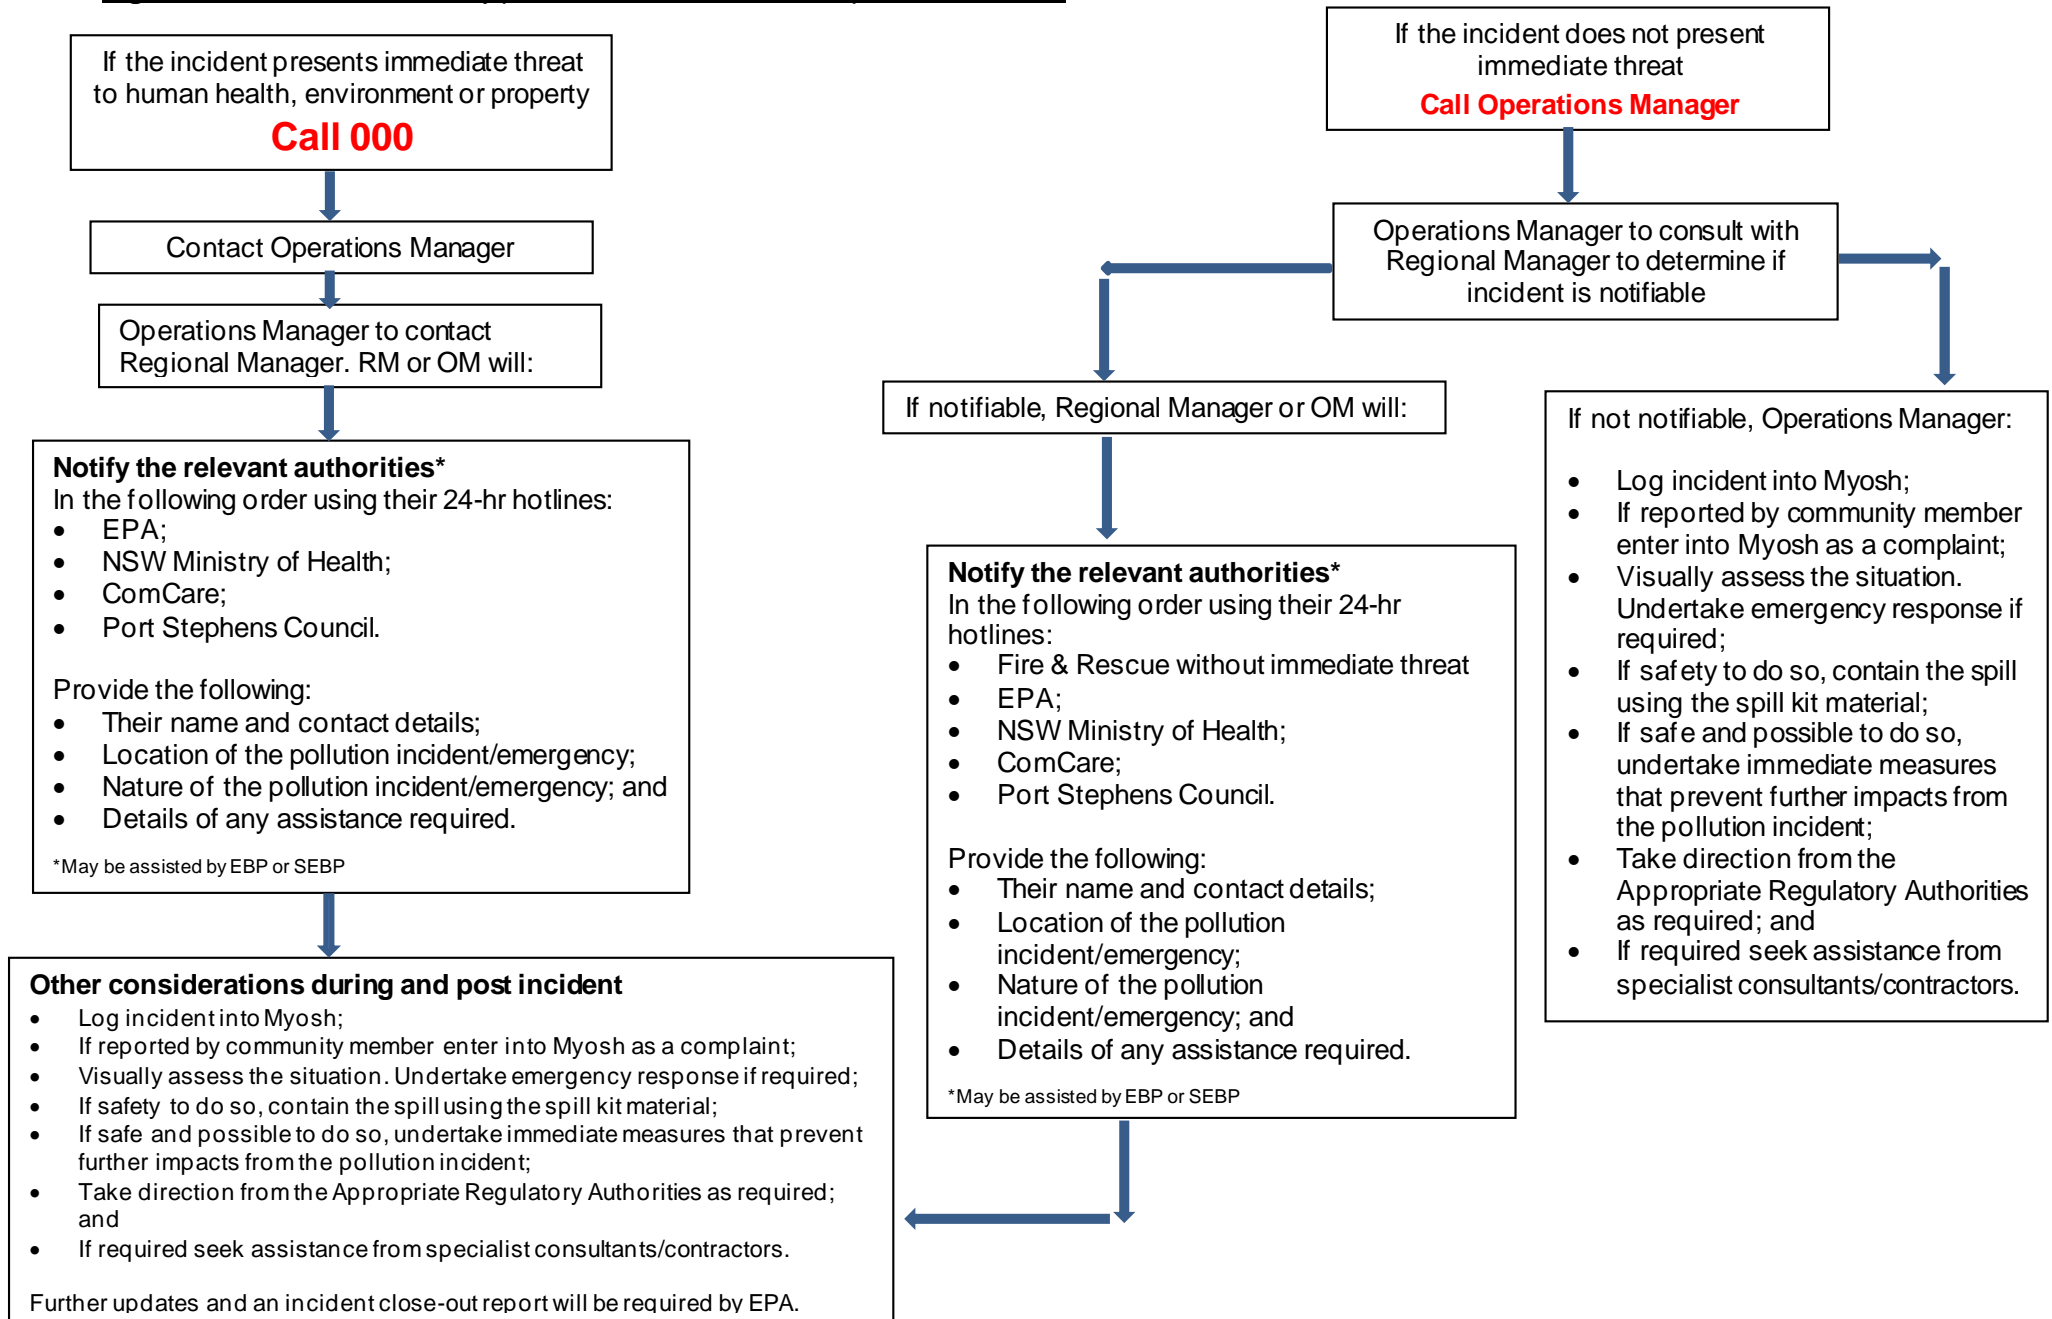 If the incident presents immediate threat
to human health, environment or property
Call 000
Contact Operations Manager
Operations Manager to contact
Regional Manager. RM or OM will:
Notify the relevant authorities*
In the following order using their 24-hr hotlines:
• EPA;
• NSW Ministry of Health;
• ComCare;
• Port Stephens Council.
Provide the following:
• Their name and contact details;
• Location of the pollution incident/emergency;
• Nature of the pollution incident/emergency; and
• Details of any assistance required.
*May be assisted by EBP or SEBP
Other considerations during and post incident
• Log incident into Myosh;
• If reported by community member enter into Myosh as a complaint;
• Visually assess the situation. Undertake emergency response if required;
• If safety to do so, contain the spill using the spill kit material;
• If safe and possible to do so, undertake immediate measures that prevent
further impacts from the pollution incident;
• Take direction from the Appropriate Regulatory Authorities as required;
and
• If required seek assistance from specialist consultants/contractors.
Further updates and an incident close-out report will be required by EPA.
If the incident does not present
immediate threat
Call Operations Manager
Operations Manager to consult with
Regional Manager to determine if
incident is notifiable
If notifiable, Regional Manager or OM will:
Notify the relevant authorities*
In the following order using their 24-hr
hotlines:
• Fire & Rescue without immediate threat
• EPA;
• NSW Ministry of Health;
• ComCare;
• Port Stephens Council.
Provide the following:
• Their name and contact details;
• Location of the pollution
incident/emergency;
• Nature of the pollution
incident/emergency; and
• Details of any assistance required.
*May be assisted by EBP or SEBP
If not notifiable, Operations Manager:
• Log incident into Myosh;
• If reported by community member
enter into Myosh as a complaint;
• Visually assess the situation.
Undertake emergency response if
required;
• If safety to do so, contain the spill
using the spill kit material;
• If safe and possible to do so,
undertake immediate measures
that prevent further impacts from
the pollution incident;
• Take direction from the
Appropriate Regulatory Authorities
as required; and
• If required seek assistance from
specialist consultants/contractors.